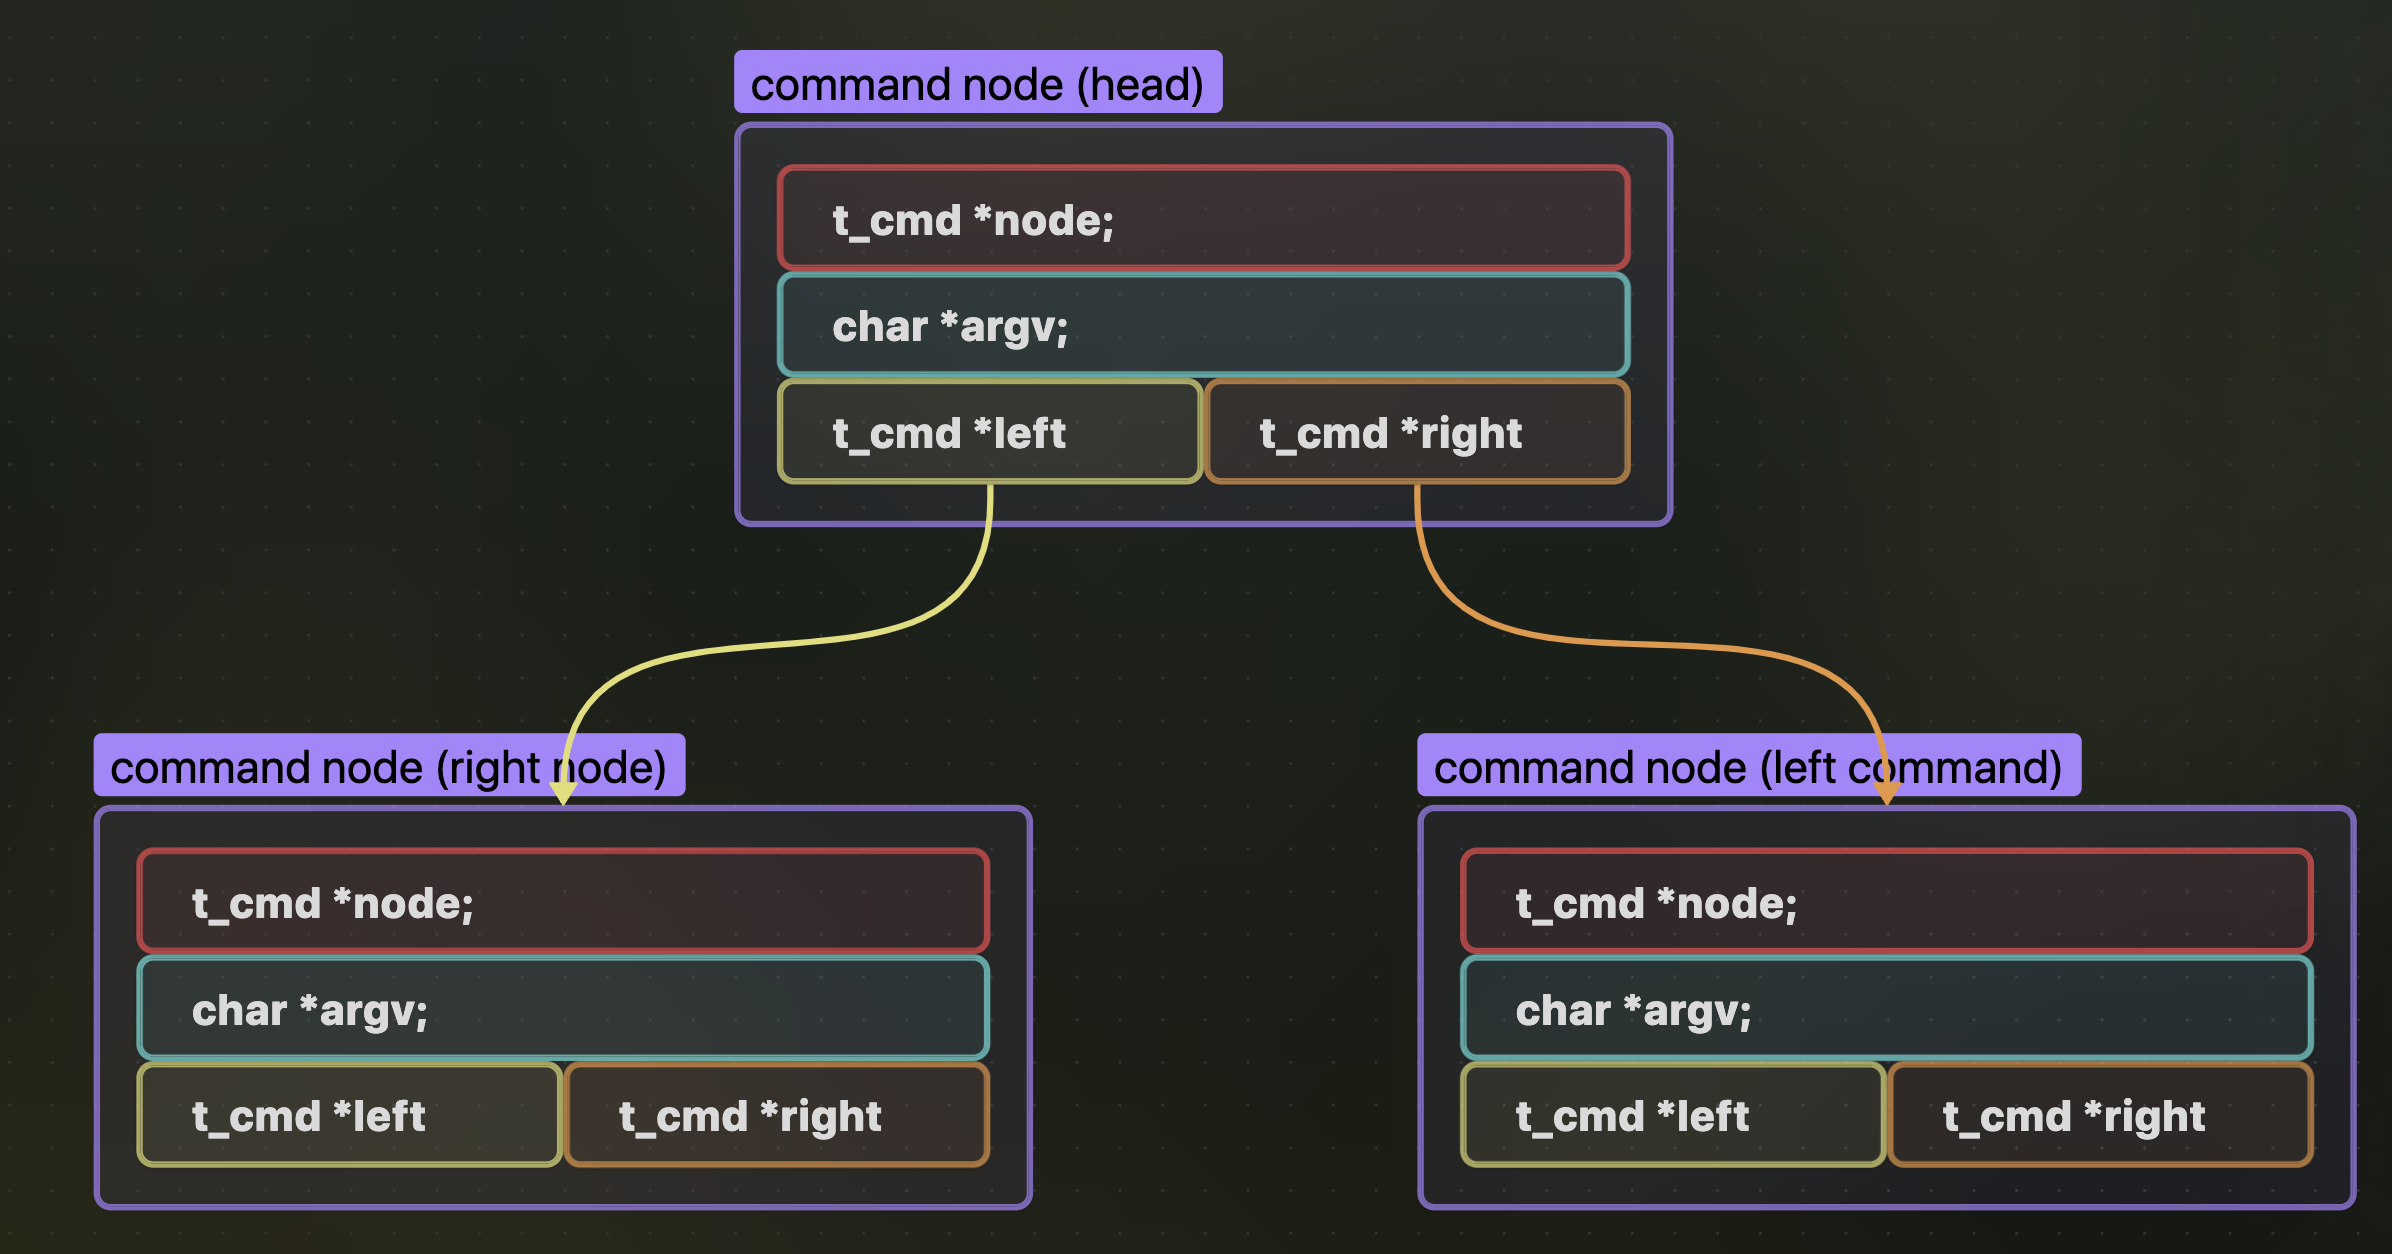 command node (head)
t_cmd *node;
char *argv;
t_cmd *left
t_cmd *right
command node (right node)
t_cmd *node;
char *argv;
t_cmd *left
t_cmd *right
command node (left command)
t_cmd *node;
char *argv;
t_cmd *left
t_cmd *right